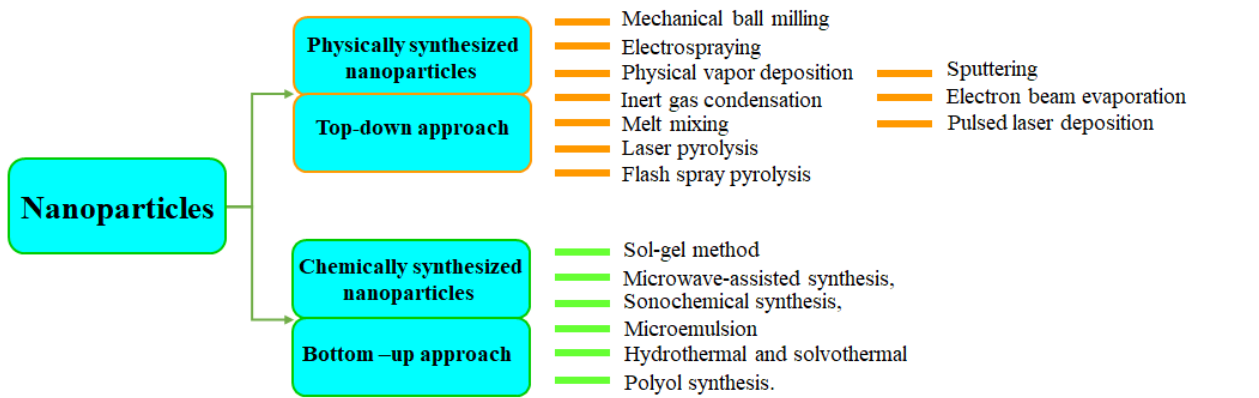 Nanoparticles
Physically synthesized
nanoparticles
Top-down approach
Mechanical ball milling
Electrospraying
Physical vapor deposition
Inert gas condensation
Melt mixing
Laser pyrolysis
Flash spray pyrolysis
Sputtering
Electron beam evaporation
Pulsed laser deposition
Chemically synthesized
nanoparticles
Bottom –up approach
Sol-gel method
Microwave-assisted synthesis,
Sonochemical synthesis,
Microemulsion
Hydrothermal and solvothermal
Polyol synthesis.